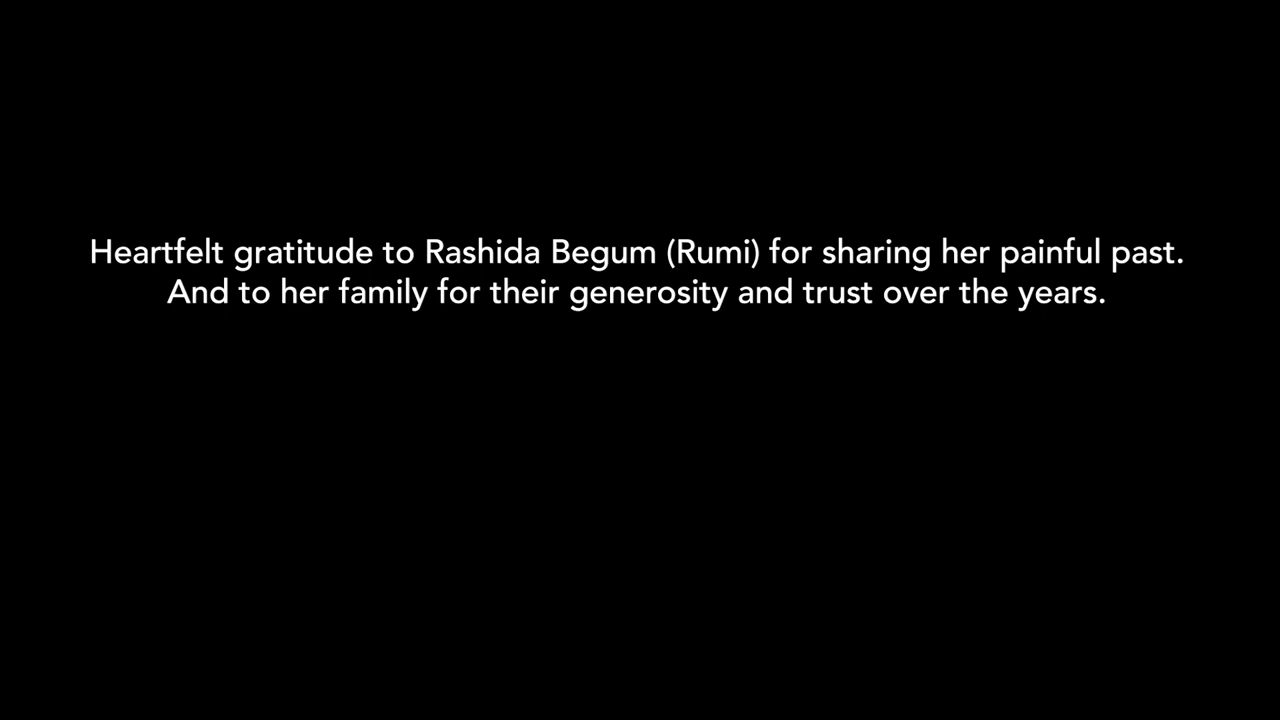 Heartfelt gratitude to Rashida Begum (Rumi) for sharing her painful past.
And to her family for their generosity and trust over the years.